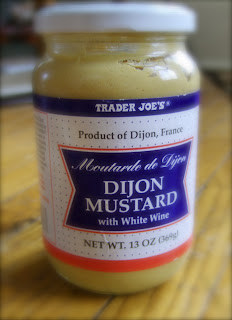 TRADER JOE'S®
Product of Dijon, France
Moutarde de Dijon
DIJON
MUSTARD
with White Wine
NET WT. 13 OZ (369g)